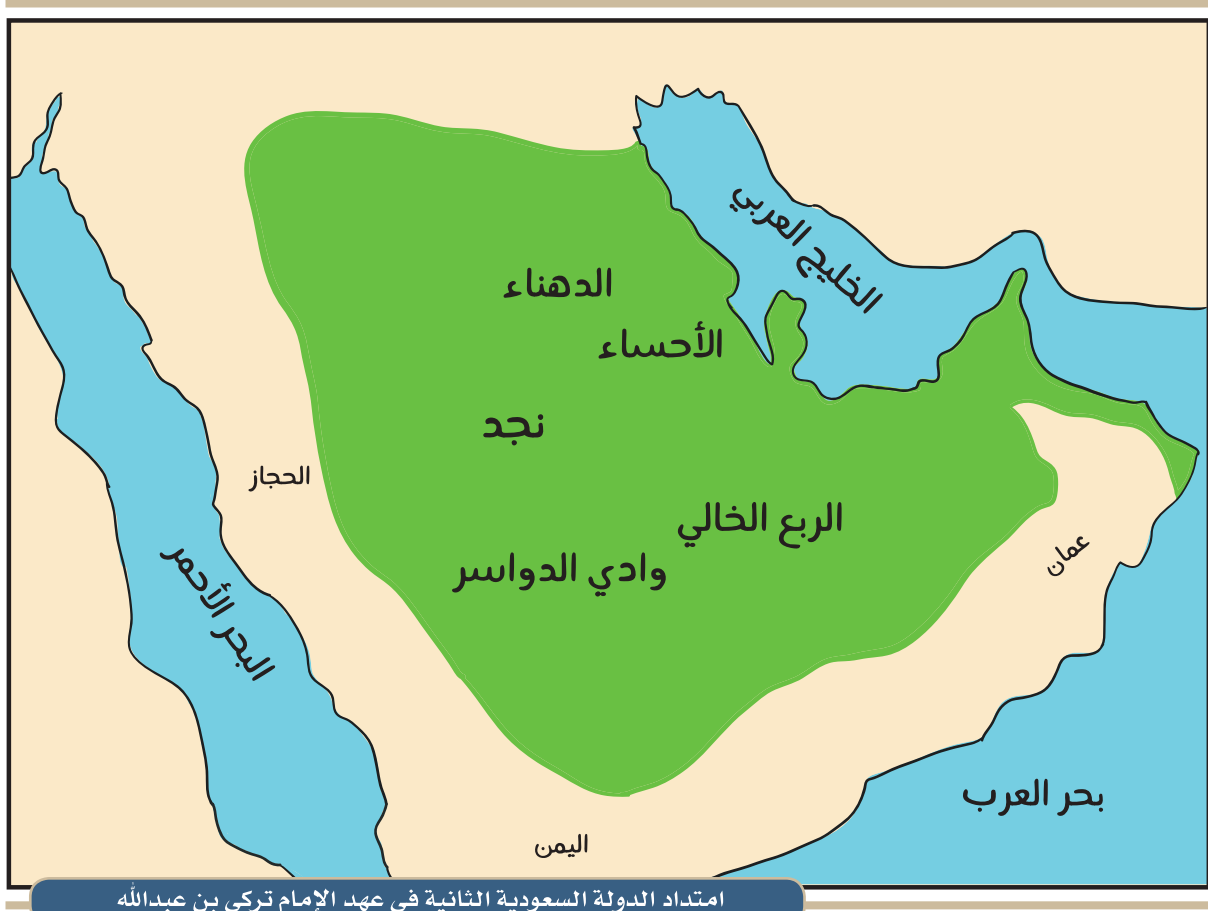 الخليج العربي
الدهناء
الأحساء
نجد
الحجاز
الربع الخالي
وادي الدواسر
عمان
البحر الأحمر
بحر العرب
اليمن
امتداد الدولة السعودية الثانية في عهد الإمام تركي بن عبدالله